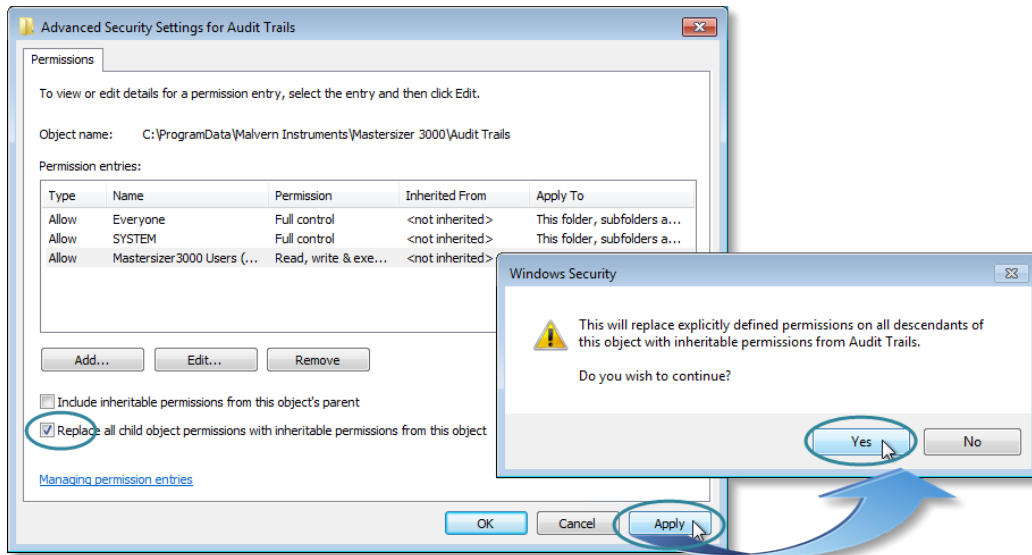 Advanced Security Settings for Audit Trails
Permissions
To view or edit details for a permission entry, select the entry and then click Edit.
Object name: C:\ProgramData\Malvern Instruments\Mastersizer 3000\Audit Trails
Permission entries:
Type Name Permission Inherited From Apply To
Allow Everyone Full control <not inherited> This folder, subfolders a...
Allow SYSTEM Full control <not inherited> This folder, subfolders a...
Allow Mastersizer3000 Users (... Read, write & exe... <not inherited>
Add... Edit... Remove
Include inheritable permissions from this object's parent
Replace all child object permissions with inheritable permissions from this object
Managing permission entries
OK Cancel Apply
Windows Security
This will replace explicitly defined permissions on all descendants of
this object with inheritable permissions from Audit Trails.
Do you wish to continue?
Yes No